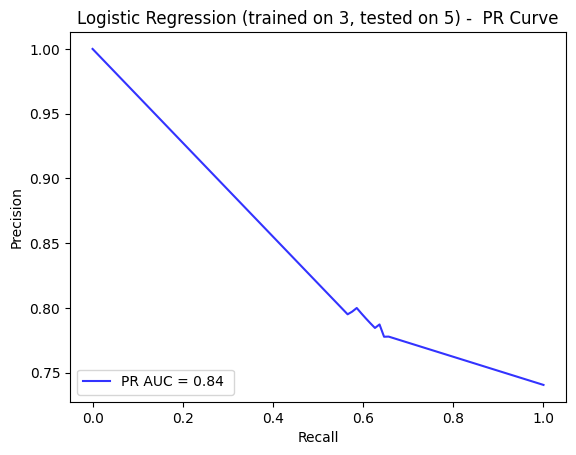 Logistic Regression (trained on 3, tested on 5) -  PR Curve
1.00
0.95
0.90
0.85
0.80
0.75
Precision
PR AUC = 0.84
0.0 0.2 0.4 0.6 0.8 1.0
Recall